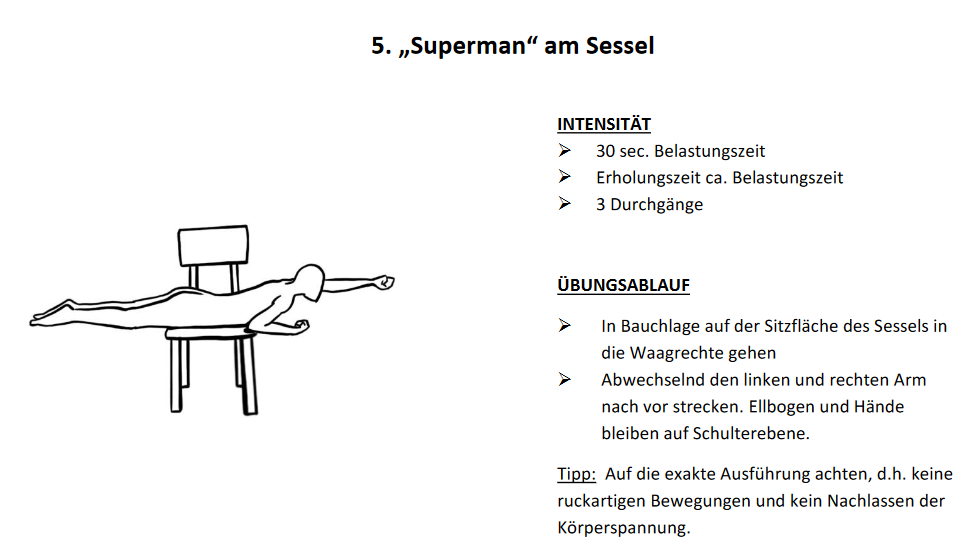 5. „Superman“ am Sessel
INTENSITÄT
➢ 30 sec. Belastungszeit
➢ Erholungszeit ca. Belastungszeit
➢ 3 Durchgänge
ÜBUNGSABLAUF
➢ In Bauchlage auf der Sitzfläche des Sessels in
die Waagrechte gehen
➢ Abwechselnd den linken und rechten Arm
nach vor strecken. Ellbogen und Hände
bleiben auf Schulterebene.
Tipp: Auf die exakte Ausführung achten, d.h. keine
ruckartigen Bewegungen und kein Nachlassen der
Körperspannung.